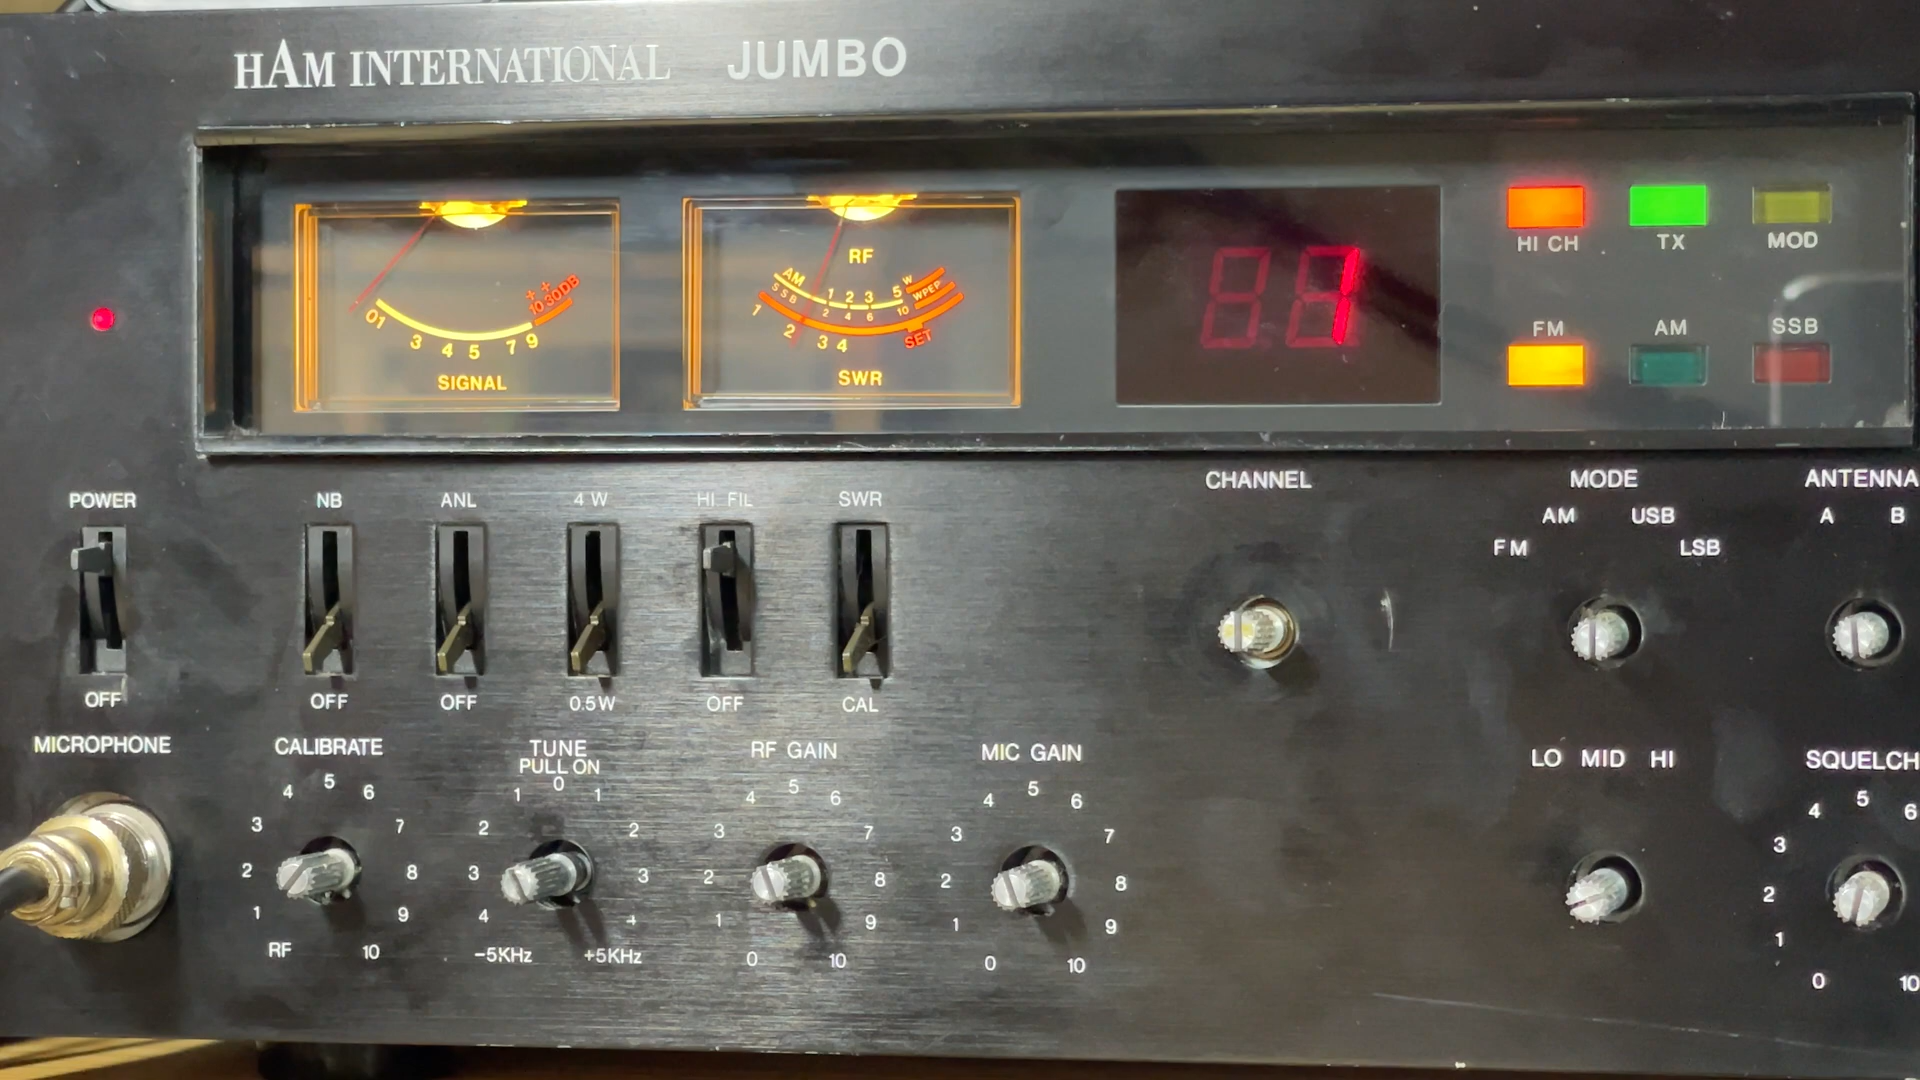 HAM INTERNATIONAL JUMBO
01 3 4 5 7 9 + 10 + 30DB
SIGNAL
RF
AM 1 2 3 5 W
SSB 2 4 6 10 WPEP
1 2 3 4 SET
SWR
1
HI CH TX MOD
FM AM SSB
POWER NB ANL 4 W HI FIL SWR
OFF OFF OFF 0.5W OFF CAL
CHANNEL MODE ANTENNA
AM USB A B
FM LSB
MICROPHONE CALIBRATE TUNE RF GAIN MIC GAIN LO MID HI SQUELCH
PULL ON
RF 1 2 3 4 5 6 7 8 9 10
4 3 2 1 0 1 2 3 4
-5KHz +5KHz
0 1 2 3 4 5 6 7 8 9 10
0 1 2 3 4 5 6 7 8 9 10
0 1 2 3 4 5 6 10